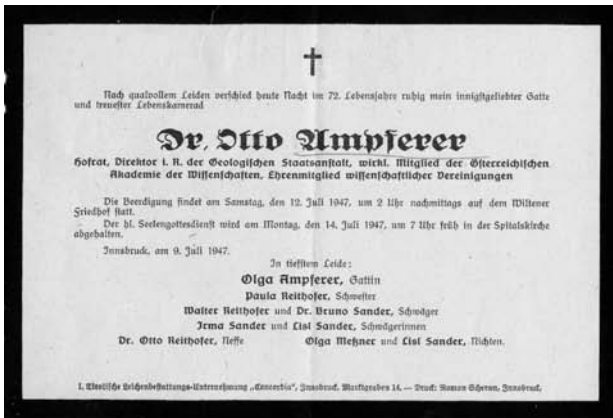 Nach qualvollem Leiden verschied heute Nacht im 72. Lebensjahre ruhig mein innigstgeliebter Gatte
und treuester Lebenskamerad
Dr. Otto Ampferer
Hofrat, Direktor i. R. der Geologischen Staatsanstalt, wirkl. Mitglied der Österreichischen
Akademie der Wissenschaften, Ehrenmitglied wissenschaftlicher Vereinigungen
Die Beerdigung findet am Samstag, den 12. Juli 1947, um 2 Uhr nachmittags auf dem Wiltener
Friedhof statt.
Der hl. Seelengottesdienst wird am Montag, den 14. Juli 1947, um 7 Uhr früh in der Spitalskirche
abgehalten.
Innsbruck, am 9. Juli 1947.
In tiefstem Leide:
Olga Ampferer, Gattin
Paula Reithofer, Schwester
Walter Reithofer und Dr. Bruno Sander, Schwäger
Irma Sander und Lisl Sander, Schwägerinnen
Dr. Otto Reithofer, Neffe Olga Meßner und Lisl Sander, Nichten.
1. Tirolische Leichenbestattungs-Unternehmung „Concordia“, Innsbruck, Marktgraben 14. — Druck: Roman Scheran, Innsbruck.